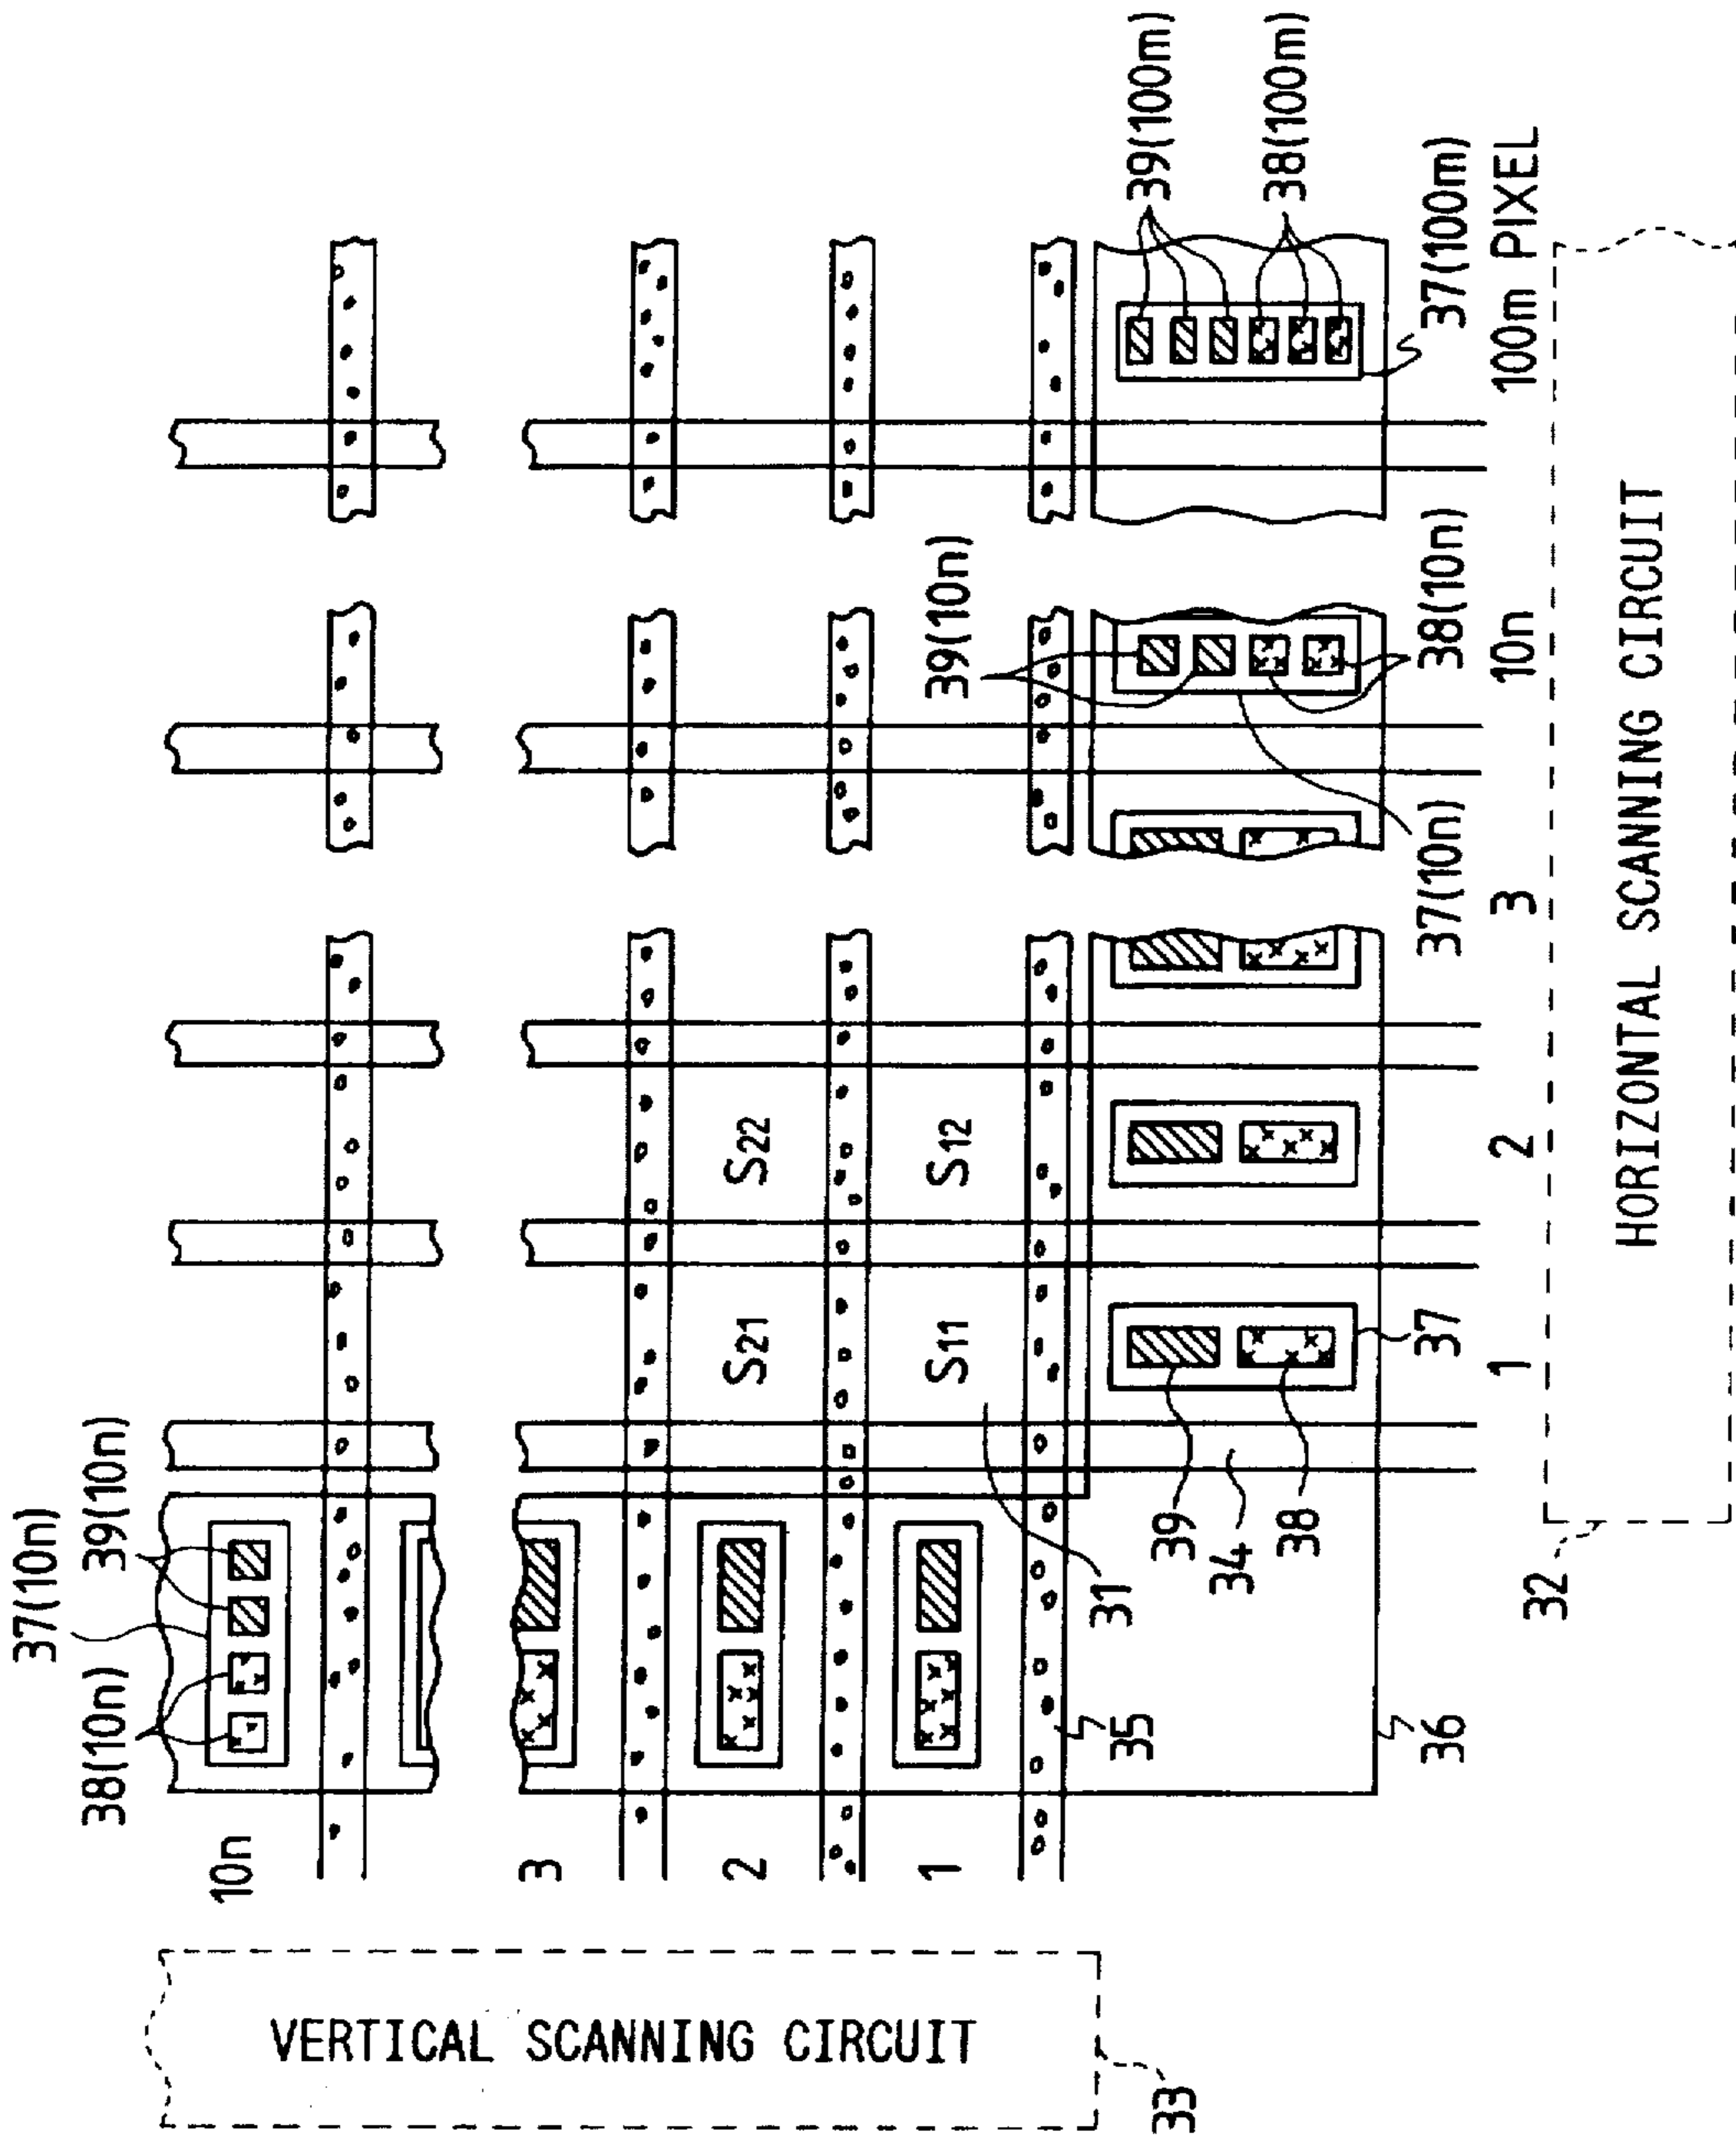 37(10n)
38(10n) 39(10n)
10n
VERTICAL SCANNING CIRCUIT
3
2
S21
S22
1
S11
S12
39(10n)
31
35
39
39(100m)
33
34
38
38(100m)
36
37
37(10n)
38(10n)
37(100m)
1 2 3 10n 100m PIXEL
32
HORIZONTAL SCANNING CIRCUIT